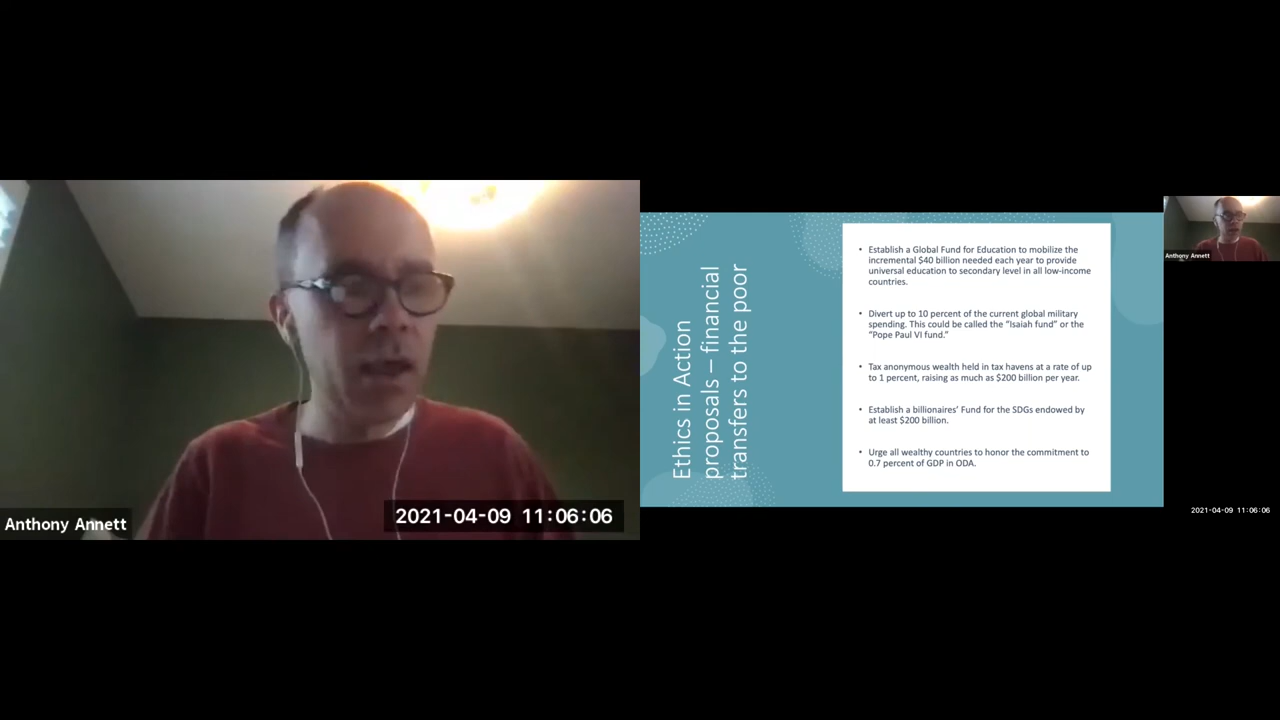 Anthony Annett
2021-04-09 11:06:06
Ethics in Action
proposals – financial
transfers to the poor
• Establish a Global Fund for Education to mobilize the
incremental $40 billion needed each year to provide
universal education to secondary level in all low-income
countries.
• Divert up to 10 percent of the current global military
spending. This could be called the “Isaiah fund” or the
“Pope Paul VI fund.”
• Tax anonymous wealth held in tax havens at a rate of up
to 1 percent, raising as much as $200 billion per year.
• Establish a billionaires’ Fund for the SDGs endowed by
at least $200 billion.
• Urge all wealthy countries to honor the commitment to
0.7 percent of GDP in ODA.
Anthony Annett
2021-04-09 11:06:06